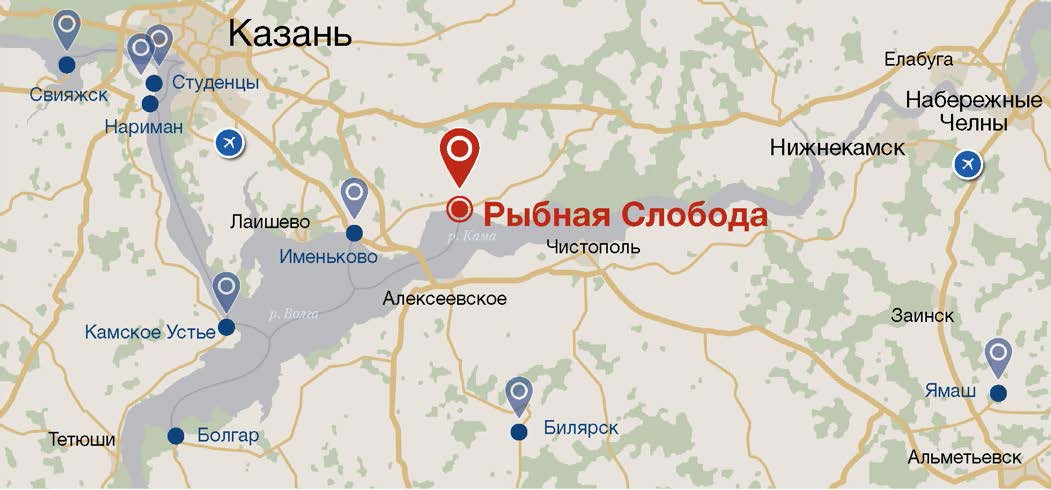 Казань
Елабуга
Свияжск
Студенцы
Набережные
Челны
Нариман
Нижнекамск
Лаишево
Рыбная Слобода
р. Кама
Чистополь
Именьково
Алексеевское
р. Волга
Заинск
Камское Устье
Ямаш
Тетюши
Болгар
Билярск
Альметьевск